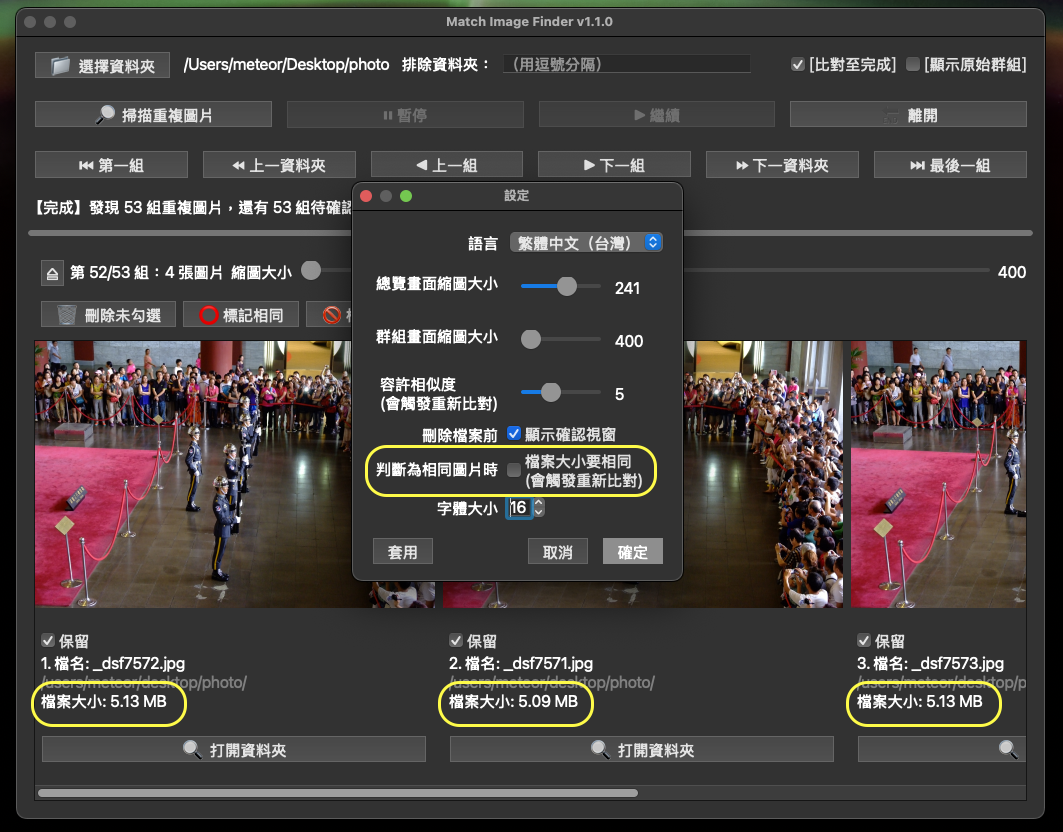 Match Image Finder v1.1.0
選擇資料夾 /Users/meteor/Desktop/photo 排除資料夾： （用逗號分隔） [比對至完成] [顯示原始群組]
掃描重複圖片 暫停 繼續 離開
第一組 上一資料夾 上一組 下一組 下一資料夾 最後一組
【完成】發現 53 組重複圖片，還有 53 組待確認
第 52/53 組：4 張圖片 縮圖大小 400
刪除未勾選 標記相同
設定
語言 繁體中文（台灣）
總覽畫面縮圖大小 241
群組畫面縮圖大小 400
容許相似度
(會觸發重新比對) 5
刪除檔案前 顯示確認視窗
判斷為相同圖片時 檔案大小要相同
(會觸發重新比對)
字體大小 16
套用 取消 確定
保留 保留 保留
1. 檔名: _dsf7572.jpg 2. 檔名: _dsf7571.jpg 3. 檔名: _dsf7573.jpg
/users/meteor/desktop/photo/ /users/meteor/desktop/photo/ /users/meteor/desktop/p
檔案大小: 5.13 MB 檔案大小: 5.09 MB 檔案大小: 5.13 MB
打開資料夾 打開資料夾